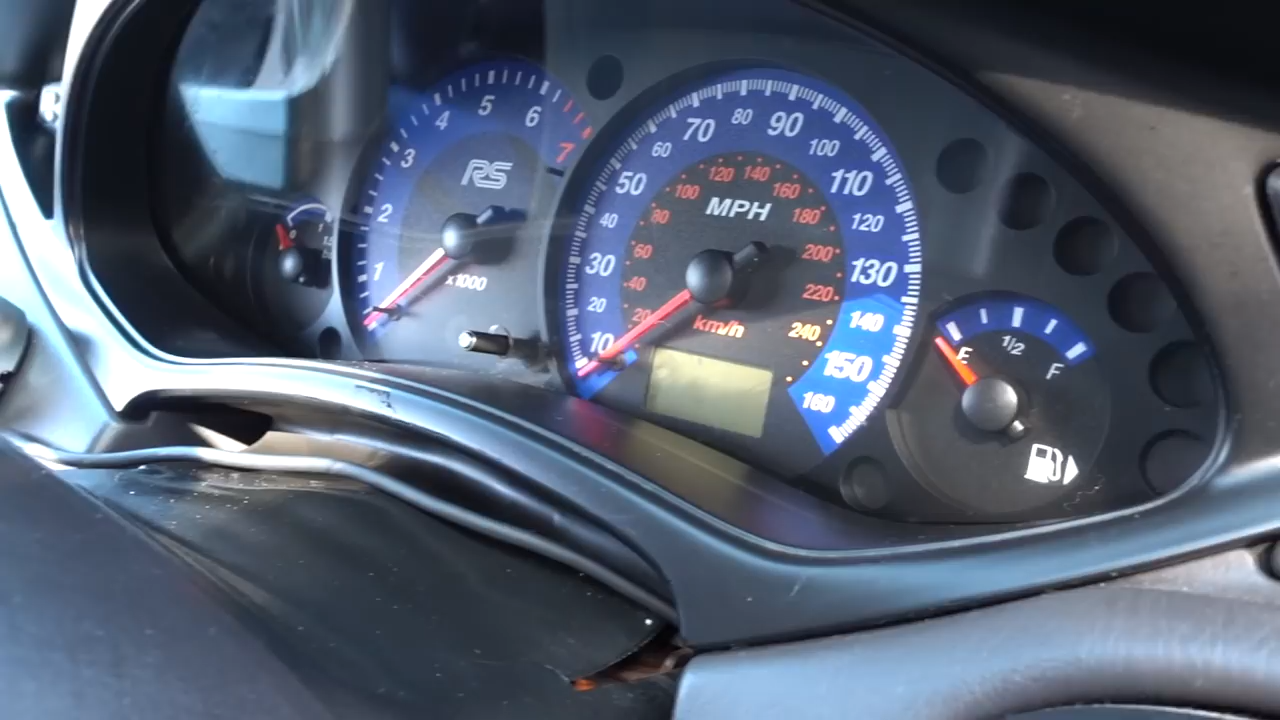 1 2 3 4 5 6 7
RS
x1000
10 20 30 40 50 60 70 80 90 100 110 120 130 140 150 160
20 40 60 80 100 120 140 160 180 200 220 240
MPH
km/h
E 1/2 F